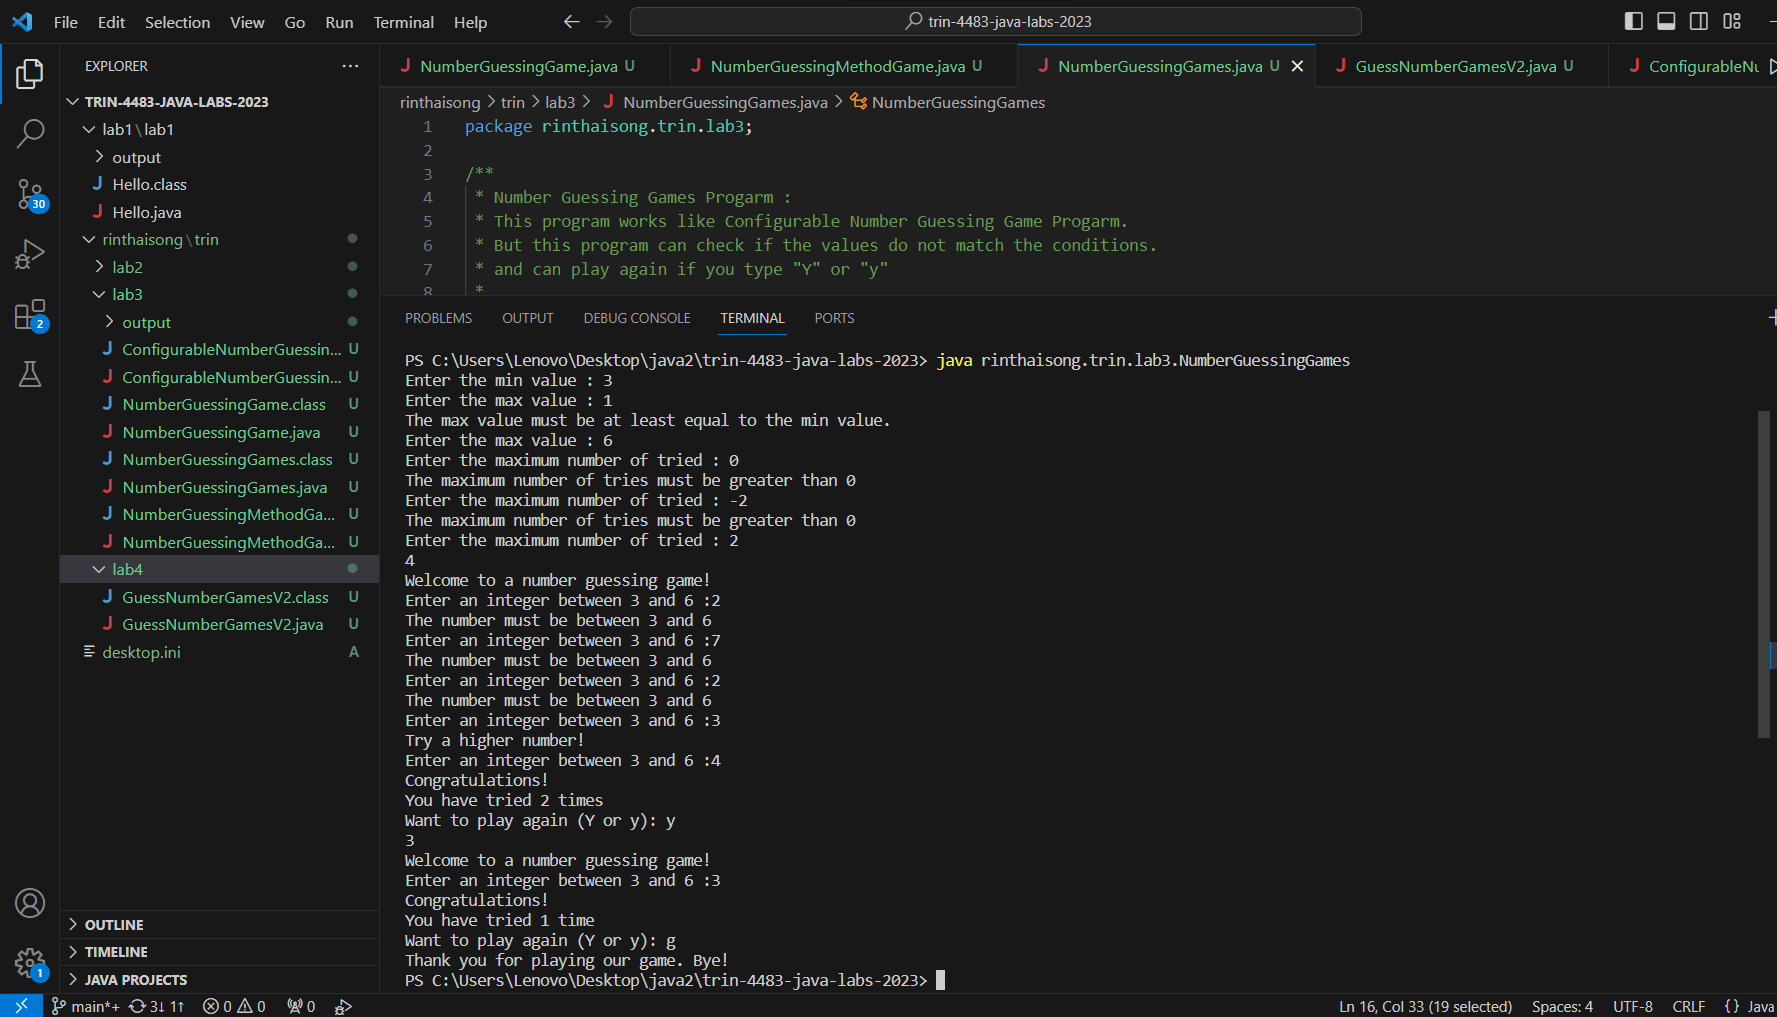 File Edit Selection View Go Run Terminal Help
trin-4483-java-labs-2023
EXPLORER
TRIN-4483-JAVA-LABS-2023
lab1\lab1
output
Hello.class
Hello.java
rinthaisong\trin
lab2
lab3
output
ConfigurableNumberGuessin... U
ConfigurableNumberGuessin... U
NumberGuessingGame.class U
NumberGuessingGame.java U
NumberGuessingGames.class U
NumberGuessingGames.java U
NumberGuessingMethodGa... U
NumberGuessingMethodGa... U
lab4
GuessNumberGamesV2.class U
GuessNumberGamesV2.java U
desktop.ini A
OUTLINE
TIMELINE
JAVA PROJECTS
30
2
1
NumberGuessingGame.java U
NumberGuessingMethodGame.java U
NumberGuessingGames.java U
GuessNumberGamesV2.java U
ConfigurableNu
rinthaisong > trin > lab3 > NumberGuessingGames.java > NumberGuessingGames
1 package rinthaisong.trin.lab3;
2
3 /**
4 * Number Guessing Games Progarm :
5 * This program works like Configurable Number Guessing Game Progarm.
6 * But this program can check if the values do not match the conditions.
7 * and can play again if you type "Y" or "y"
8 *
PROBLEMS OUTPUT DEBUG CONSOLE TERMINAL PORTS
PS C:\Users\Lenovo\Desktop\java2\trin-4483-java-labs-2023> java rinthaisong.trin.lab3.NumberGuessingGames
Enter the min value : 3
Enter the max value : 1
The max value must be at least equal to the min value.
Enter the max value : 6
Enter the maximum number of tried : 0
The maximum number of tries must be greater than 0
Enter the maximum number of tried : -2
The maximum number of tries must be greater than 0
Enter the maximum number of tried : 2
4
Welcome to a number guessing game!
Enter an integer between 3 and 6 :2
The number must be between 3 and 6
Enter an integer between 3 and 6 :7
The number must be between 3 and 6
Enter an integer between 3 and 6 :2
The number must be between 3 and 6
Enter an integer between 3 and 6 :3
Try a higher number!
Enter an integer between 3 and 6 :4
Congratulations!
You have tried 2 times
Want to play again (Y or y): y
3
Welcome to a number guessing game!
Enter an integer between 3 and 6 :3
Congratulations!
You have tried 1 time
Want to play again (Y or y): g
Thank you for playing our game. Bye!
PS C:\Users\Lenovo\Desktop\java2\trin-4483-java-labs-2023>
main*+ 3↓ 1↑ 0 0 0
Ln 16, Col 33 (19 selected) Spaces: 4 UTF-8 CRLF {} Java